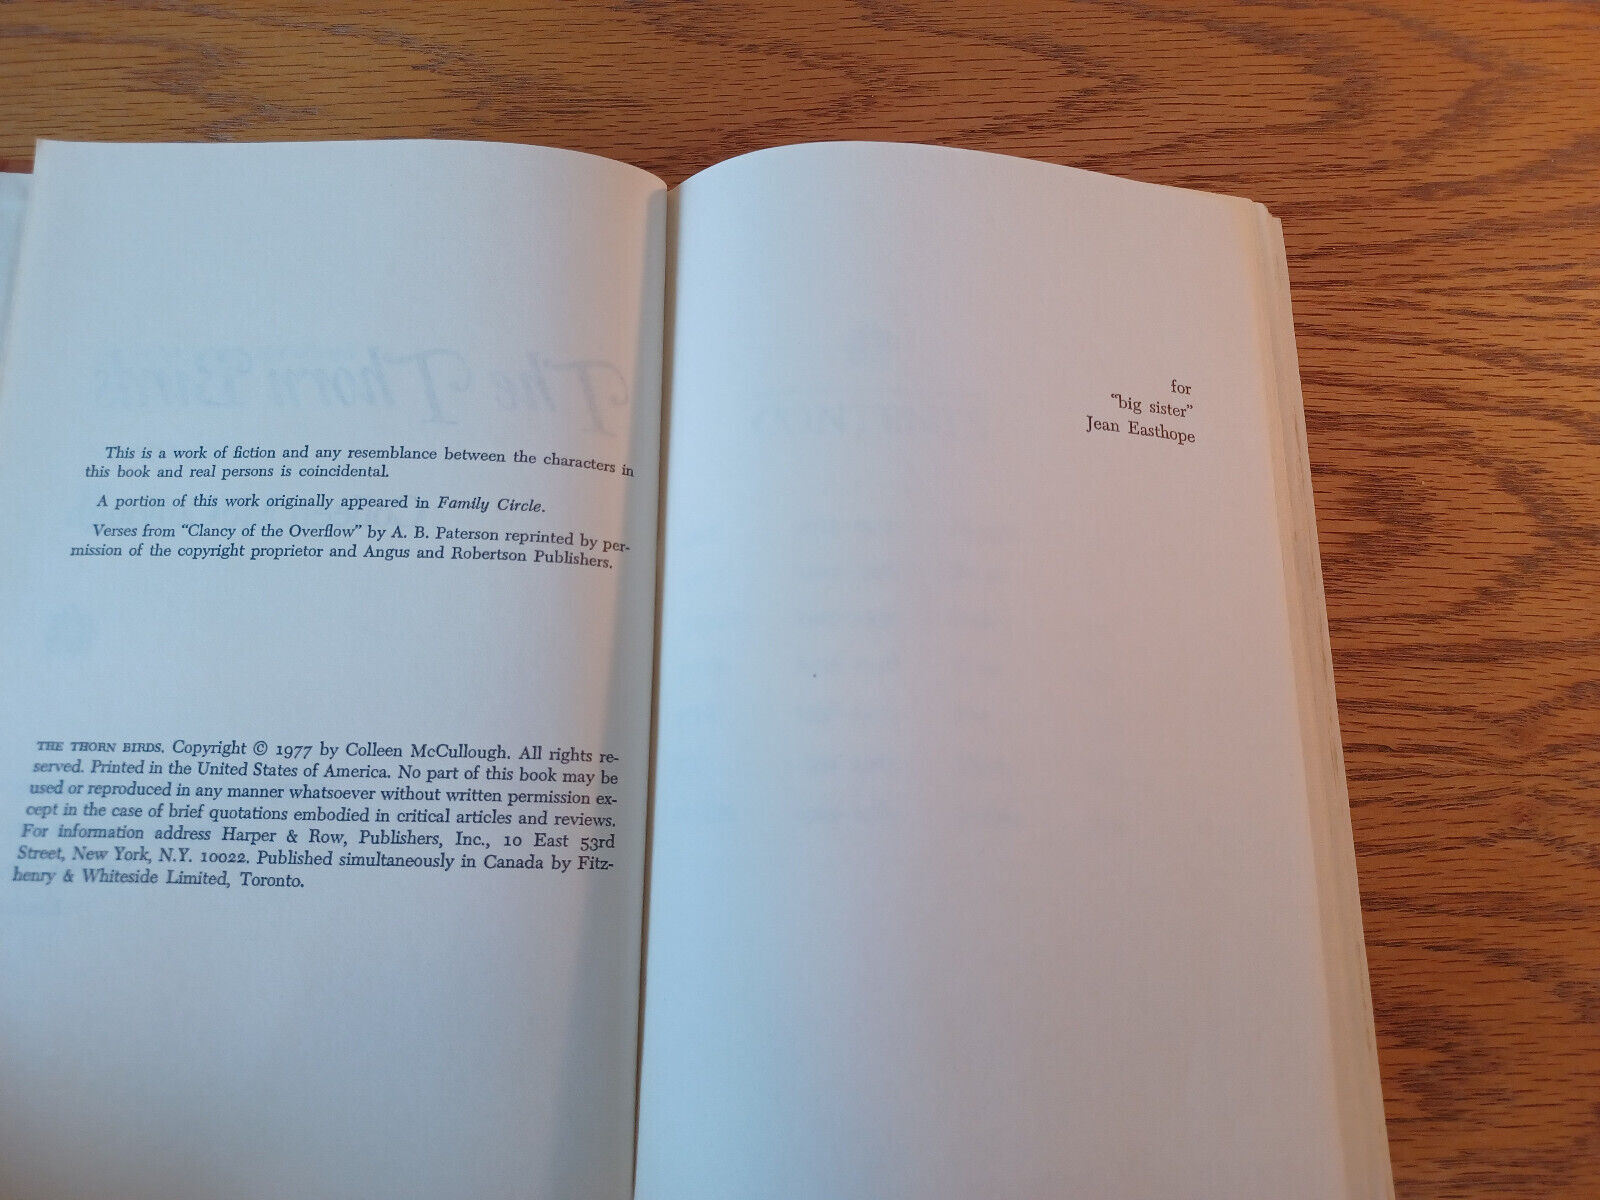 The Thorn Birds
This is a work of fiction and any resemblance between the characters in
this book and real persons is coincidental.
A portion of this work originally appeared in Family Circle.
Verses from “Clancy of the Overflow” by A. B. Paterson reprinted by per-
mission of the copyright proprietor and Angus and Robertson Publishers.
THE THORN BIRDS. Copyright © 1977 by Colleen McCullough. All rights re-
served. Printed in the United States of America. No part of this book may be
used or reproduced in any manner whatsoever without written permission ex-
cept in the case of brief quotations embodied in critical articles and reviews.
For information address Harper & Row, Publishers, Inc., 10 East 53rd
Street, New York, N.Y. 10022. Published simultaneously in Canada by Fitz-
henry & Whiteside Limited, Toronto.
for
“big sister”
Jean Easthope